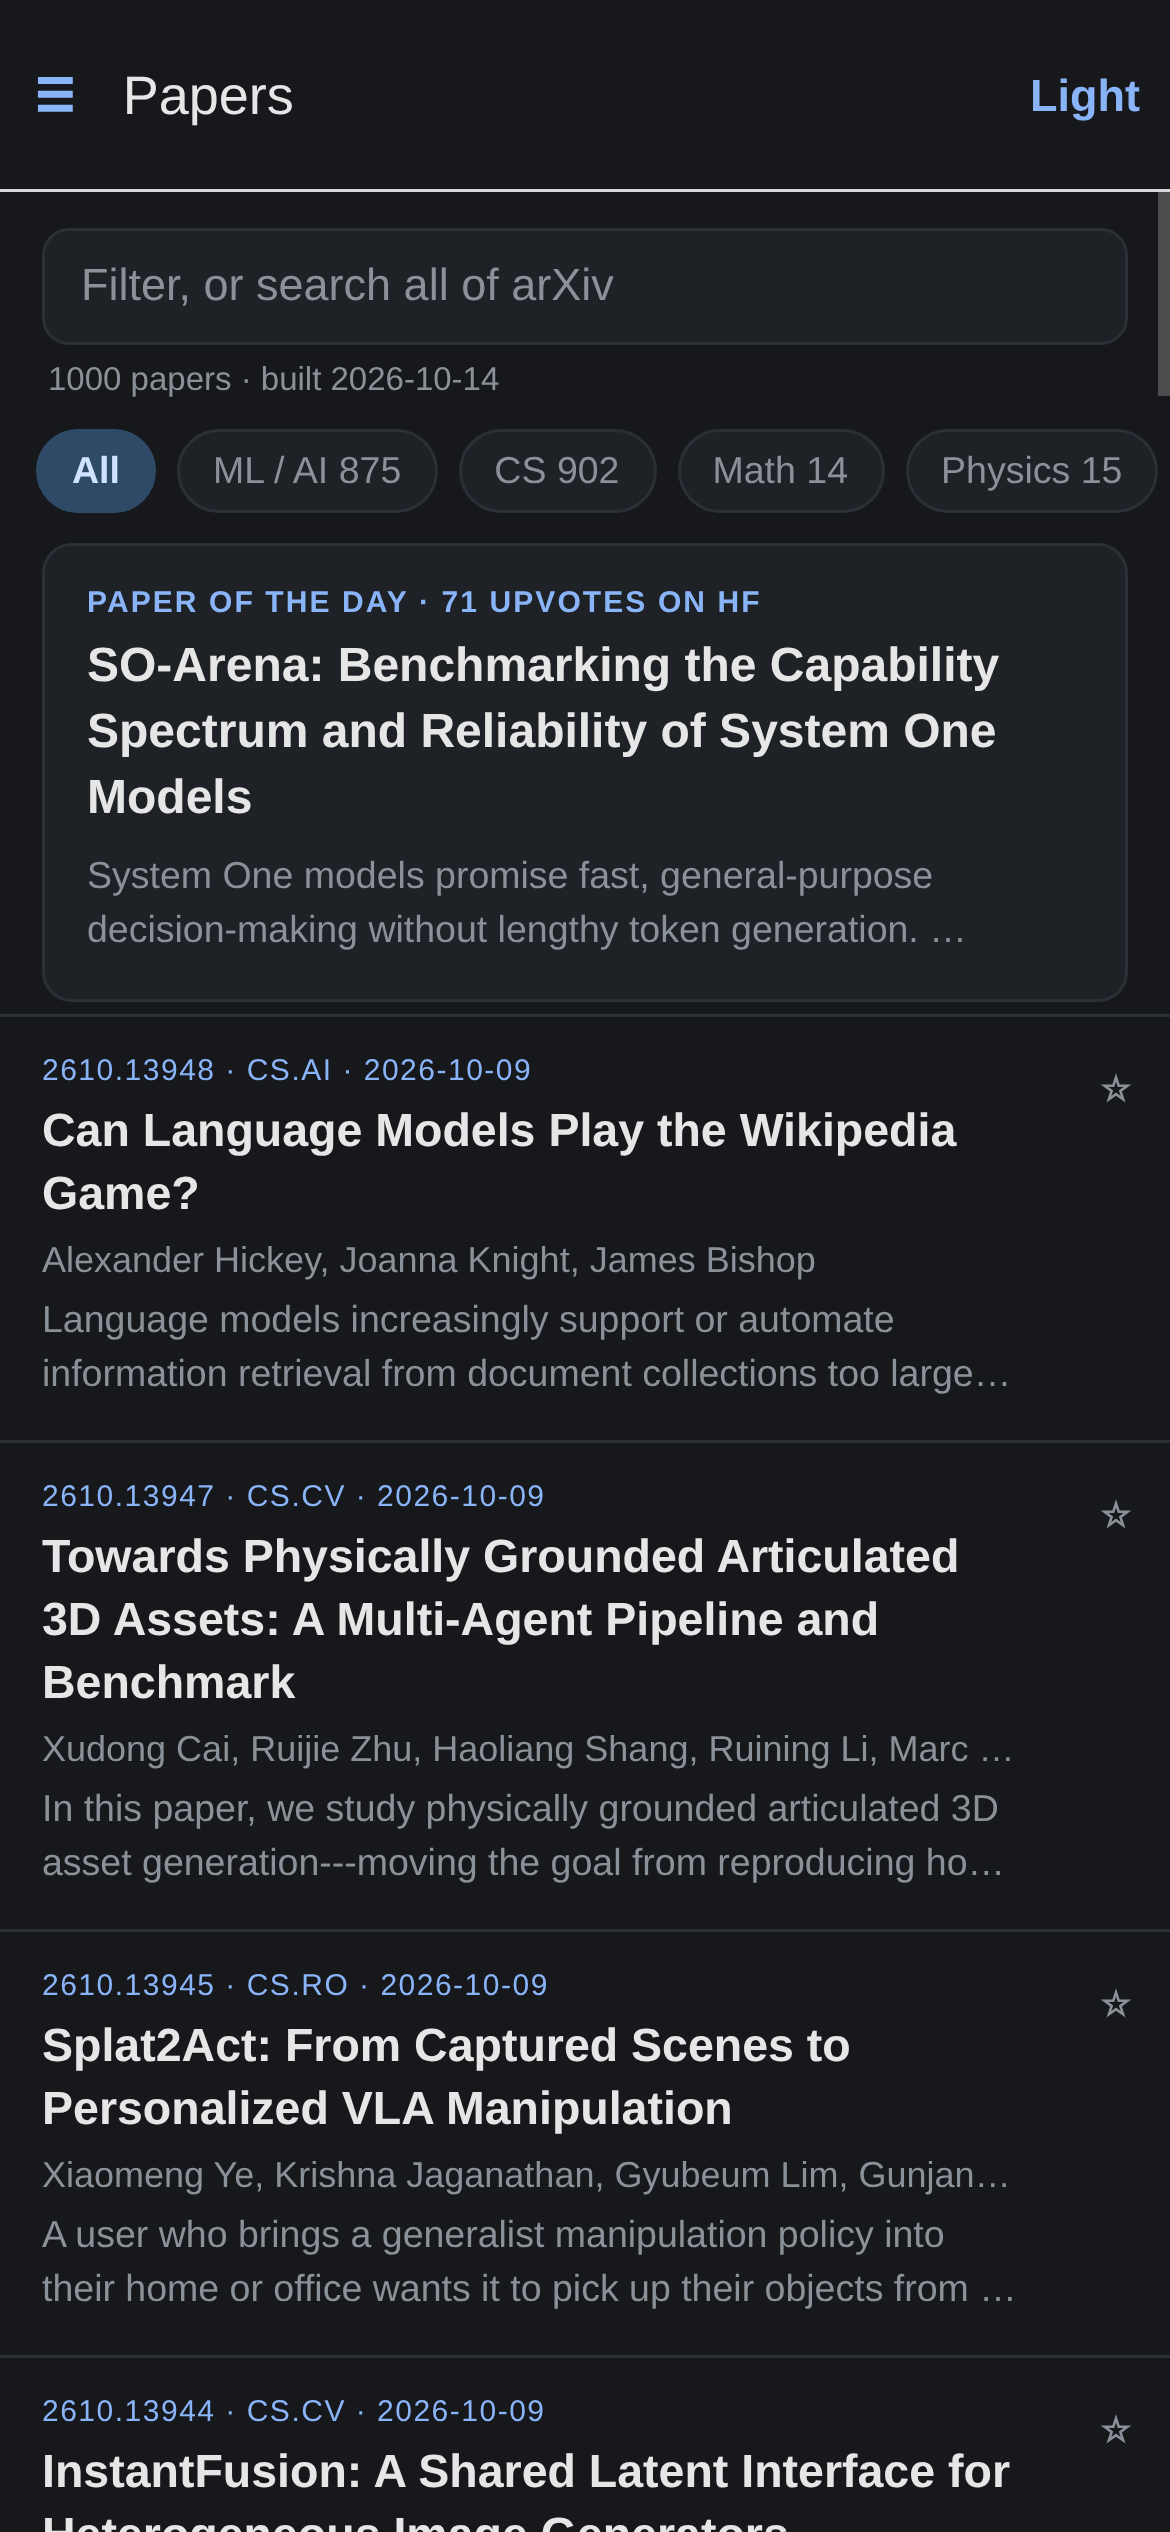 Papers
Light
Filter, or search all of arXiv
1000 papers · built 2026-10-14
All
ML / AI 875
CS 902
Math 14
Physics 15
PAPER OF THE DAY · 71 UPVOTES ON HF
SO-Arena: Benchmarking the Capability
Spectrum and Reliability of System One
Models
System One models promise fast, general-purpose
decision-making without lengthy token generation. …
2610.13948 · CS.AI · 2026-10-09
☆
Can Language Models Play the Wikipedia
Game?
Alexander Hickey, Joanna Knight, James Bishop
Language models increasingly support or automate
information retrieval from document collections too large…
2610.13947 · CS.CV · 2026-10-09
☆
Towards Physically Grounded Articulated
3D Assets: A Multi-Agent Pipeline and
Benchmark
Xudong Cai, Ruijie Zhu, Haoliang Shang, Ruining Li, Marc …
In this paper, we study physically grounded articulated 3D
asset generation---moving the goal from reproducing ho…
2610.13945 · CS.RO · 2026-10-09
☆
Splat2Act: From Captured Scenes to
Personalized VLA Manipulation
Xiaomeng Ye, Krishna Jaganathan, Gyubeum Lim, Gunjan…
A user who brings a generalist manipulation policy into
their home or office wants it to pick up their objects from …
2610.13944 · CS.CV · 2026-10-09
☆
InstantFusion: A Shared Latent Interface for
Heterogeneous Image Generators